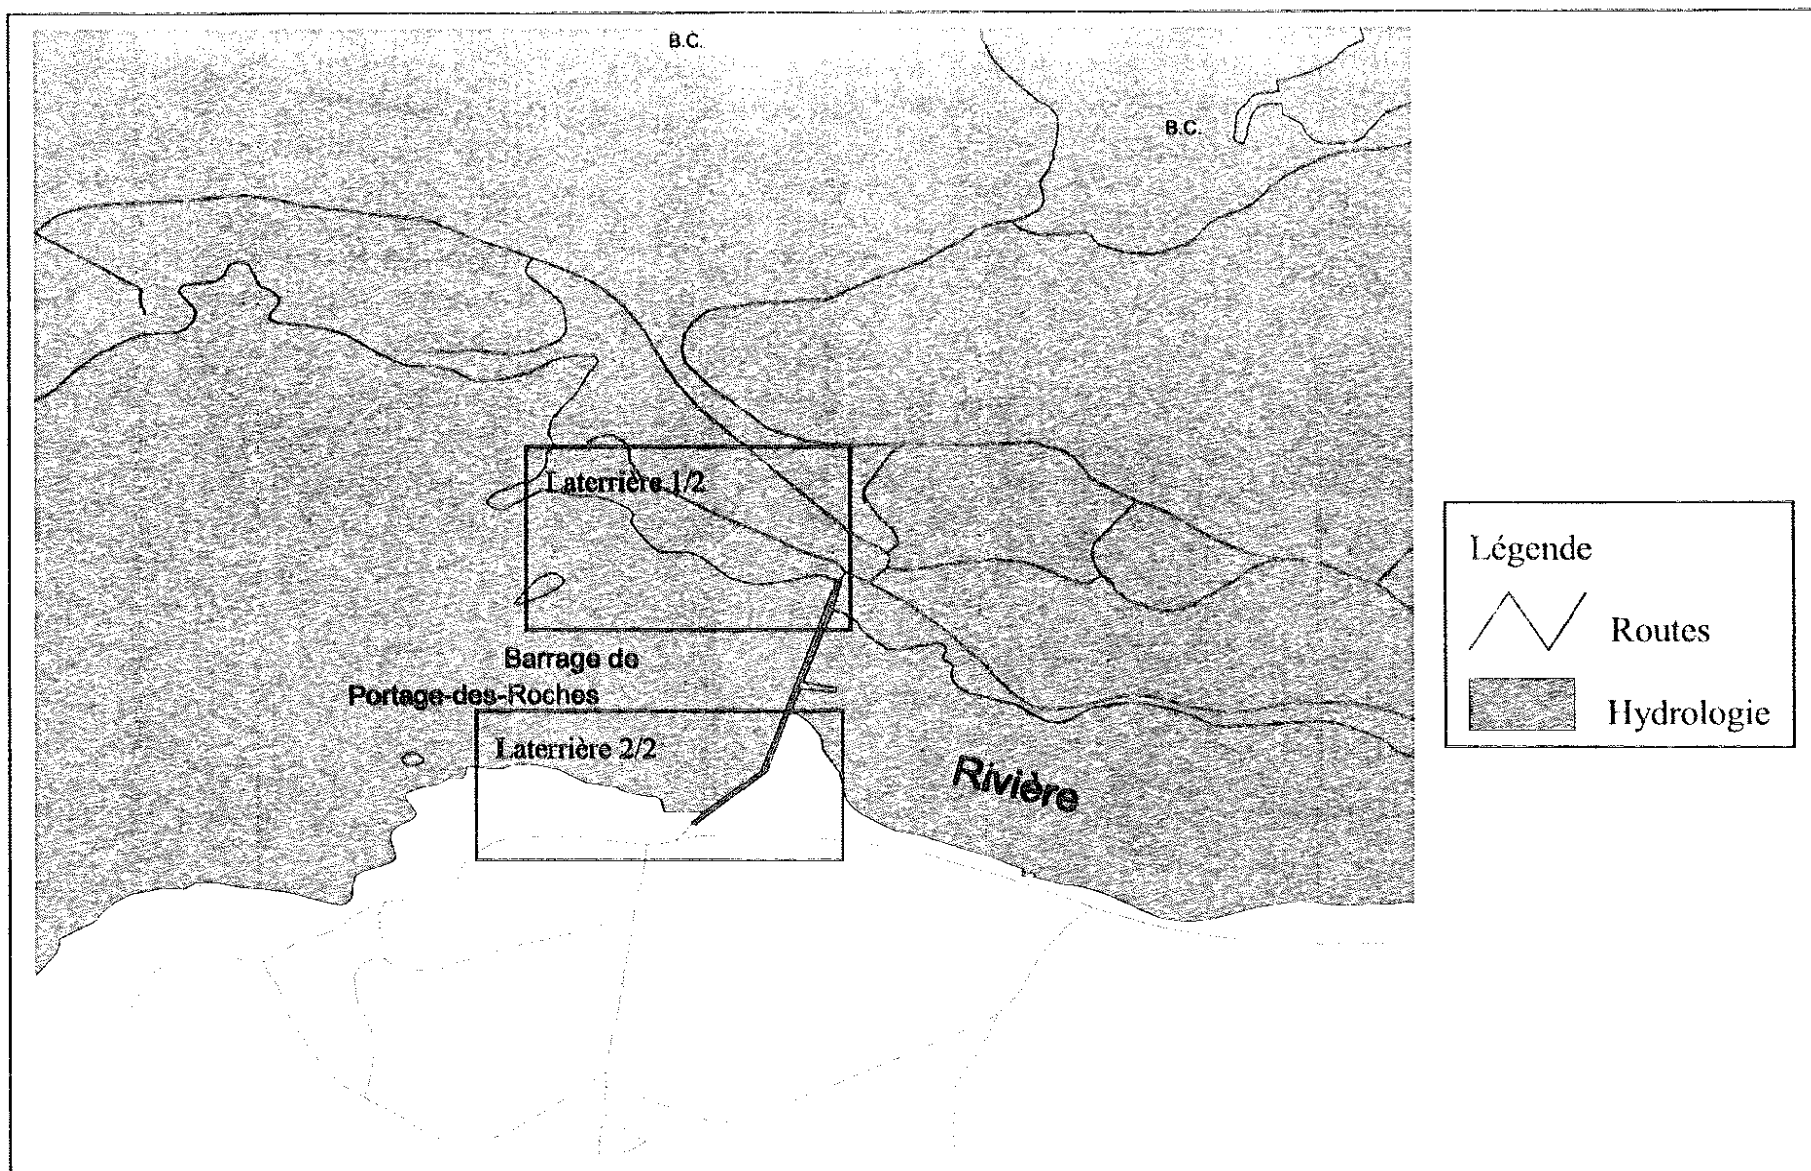 B.C.
B.C.
Laterrière 1/2
Barrage de
Portage-des-Roches
Laterrière 2/2
Rivière
Légende
Routes
Hydrologie